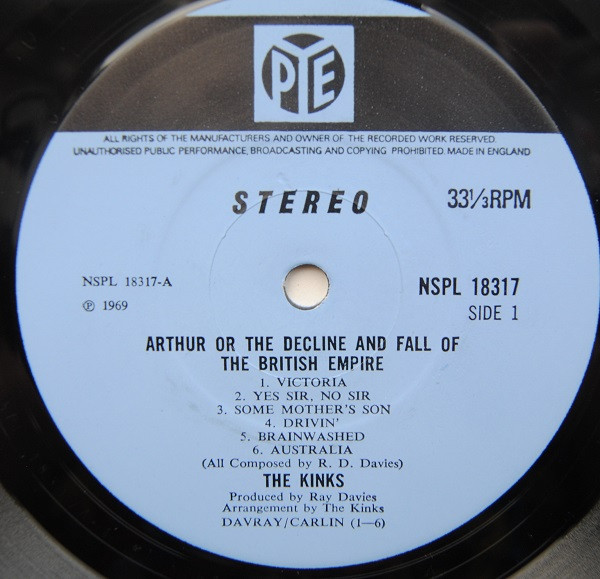 PYE
ALL RIGHTS OF THE MANUFACTURERS AND OWNER OF THE RECORDED WORK RESERVED.
UNAUTHORISED PUBLIC PERFORMANCE, BROADCASTING AND COPYING PROHIBITED. MADE IN ENGLAND
STEREO 33⅓RPM
NSPL 18317-A NSPL 18317
Ⓟ 1969 SIDE 1
ARTHUR OR THE DECLINE AND FALL OF
THE BRITISH EMPIRE
1. VICTORIA
2. YES SIR, NO SIR
3. SOME MOTHER'S SON
4. DRIVIN'
5. BRAINWASHED
6. AUSTRALIA
(All Composed by R. D. Davies)
THE KINKS
Produced by Ray Davies
Arrangement by The Kinks
DAVRAY/CARLIN (1—6)